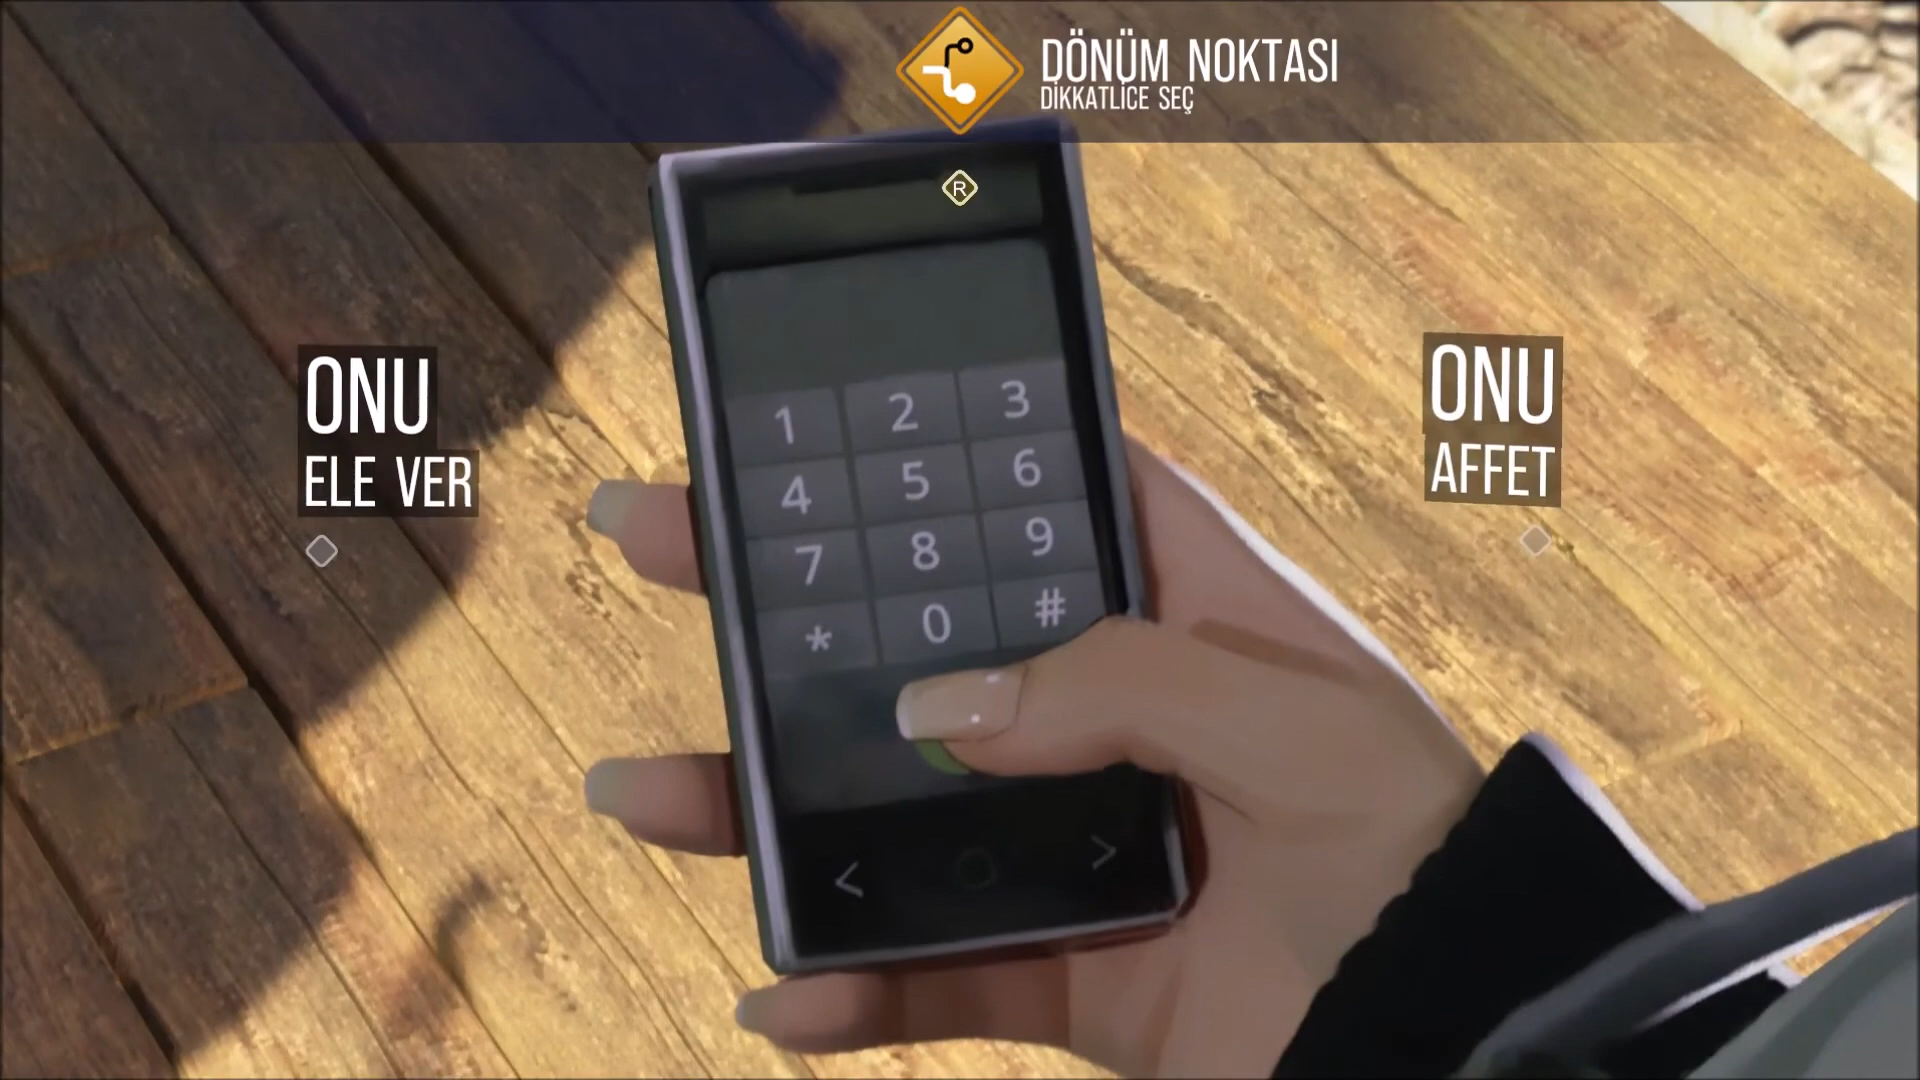 DÖNÜM NOKTASI
DİKKATLİCE SEÇ
R
ONU
ELE VER
ONU
AFFET
1 2 3
4 5 6
7 8 9
* 0 #
< >